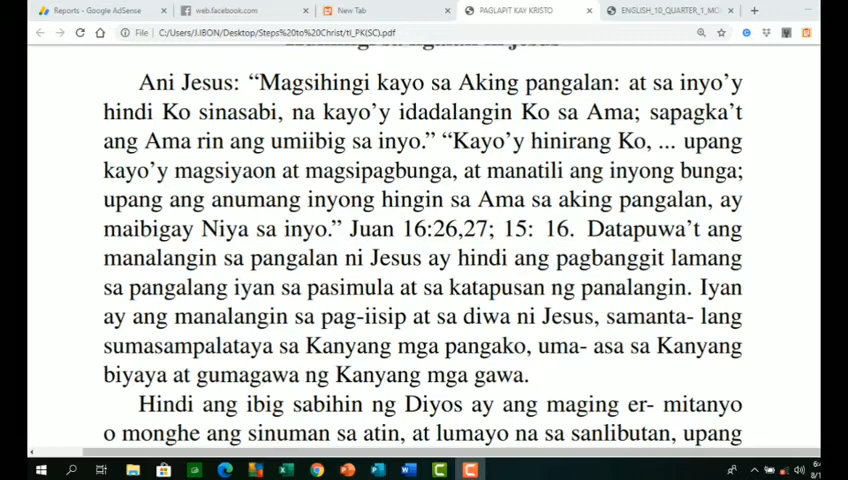 Reports - Google AdSense
web.facebook.com
New Tab
PAGLAPIT KAY KRISTO
ENGLISH_10_QUARTER_1_MO
File | C:/Users/J.IBON/Desktop/Steps%20to%20Christ/tl_PK(SC).pdf
Ani Jesus: “Magsihingi kayo sa Aking pangalan: at sa inyo’y
hindi Ko sinasabi, na kayo’y idadalangin Ko sa Ama; sapagka’t
ang Ama rin ang umiibig sa inyo.” “Kayo’y hinirang Ko, ... upang
kayo’y magsiyaon at magsipagbunga, at manatili ang inyong bunga;
upang ang anumang inyong hingin sa Ama sa aking pangalan, ay
maibigay Niya sa inyo.” Juan 16:26,27; 15: 16. Datapuwa’t ang
manalangin sa pangalan ni Jesus ay hindi ang pagbanggit lamang
sa pangalang iyan sa pasimula at sa katapusan ng panalangin. Iyan
ay ang manalangin sa pag-iisip at sa diwa ni Jesus, samanta- lang
sumasampalataya sa Kanyang mga pangako, uma- asa sa Kanyang
biyaya at gumagawa ng Kanyang mga gawa.
Hindi ang ibig sabihin ng Diyos ay ang maging er- mitanyo
o monghe ang sinuman sa atin, at lumayo na sa sanlibutan, upang